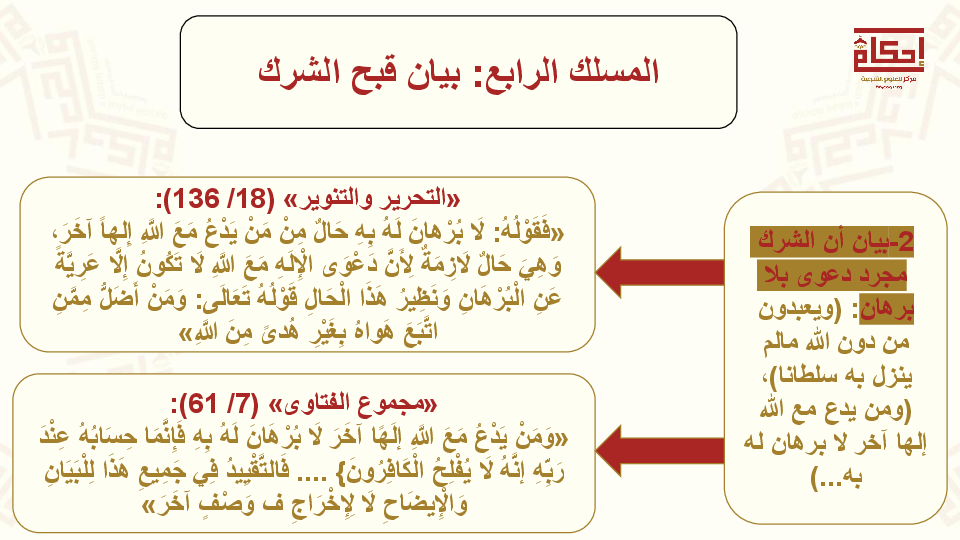 إحكام
مركز للعلوم الشرعية
المسلك الرابع: بيان قبح الشرك
2-بيان أن الشرك
مجرد دعوى بلا
برهان: (ويعبدون
من دون الله مالم
ينزل به سلطانا)،
(ومن يدع مع الله
إلها آخر لا برهان له
به...)
«التحرير والتنوير» (18/ 136):
«فَقَوْلُهُ: لَا بُرْهانَ لَهُ بِهِ حَالٌ مِنْ مَنْ يَدْعُ مَعَ اللَّهِ إِلهاً آخَرَ،
وَهِيَ حَالٌ لَازِمَةٌ لِأَنَّ دَعْوَى الْإِلَهِ مَعَ اللَّهِ لَا تَكُونُ إِلَّا عَرِيَّةً
عَنِ الْبُرْهَانِ وَنَظِيرُ هَذَا الْحَالِ قَوْلُهُ تَعَالَى: وَمَنْ أَضَلُّ مِمَّنِ
اتَّبَعَ هَواهُ بِغَيْرِ هُدىً مِنَ اللَّهِ»
«مجموع الفتاوى» (7/ 61):
«وَمَنْ يَدْعُ مَعَ اللَّهِ إلَهًا آخَرَ لَا بُرْهَانَ لَهُ بِهِ فَإِنَّمَا حِسَابُهُ عِنْدَ
رَبِّهِ إنَّهُ لَا يُفْلِحُ الْكَافِرُونَ} .... فَالتَّقْيِيدُ فِي جَمِيعِ هَذَا لِلْبَيَانِ
وَالْإِيضَاحِ لَا لِإِخْرَاجِ ف وَصْفٍ آخَرَ»